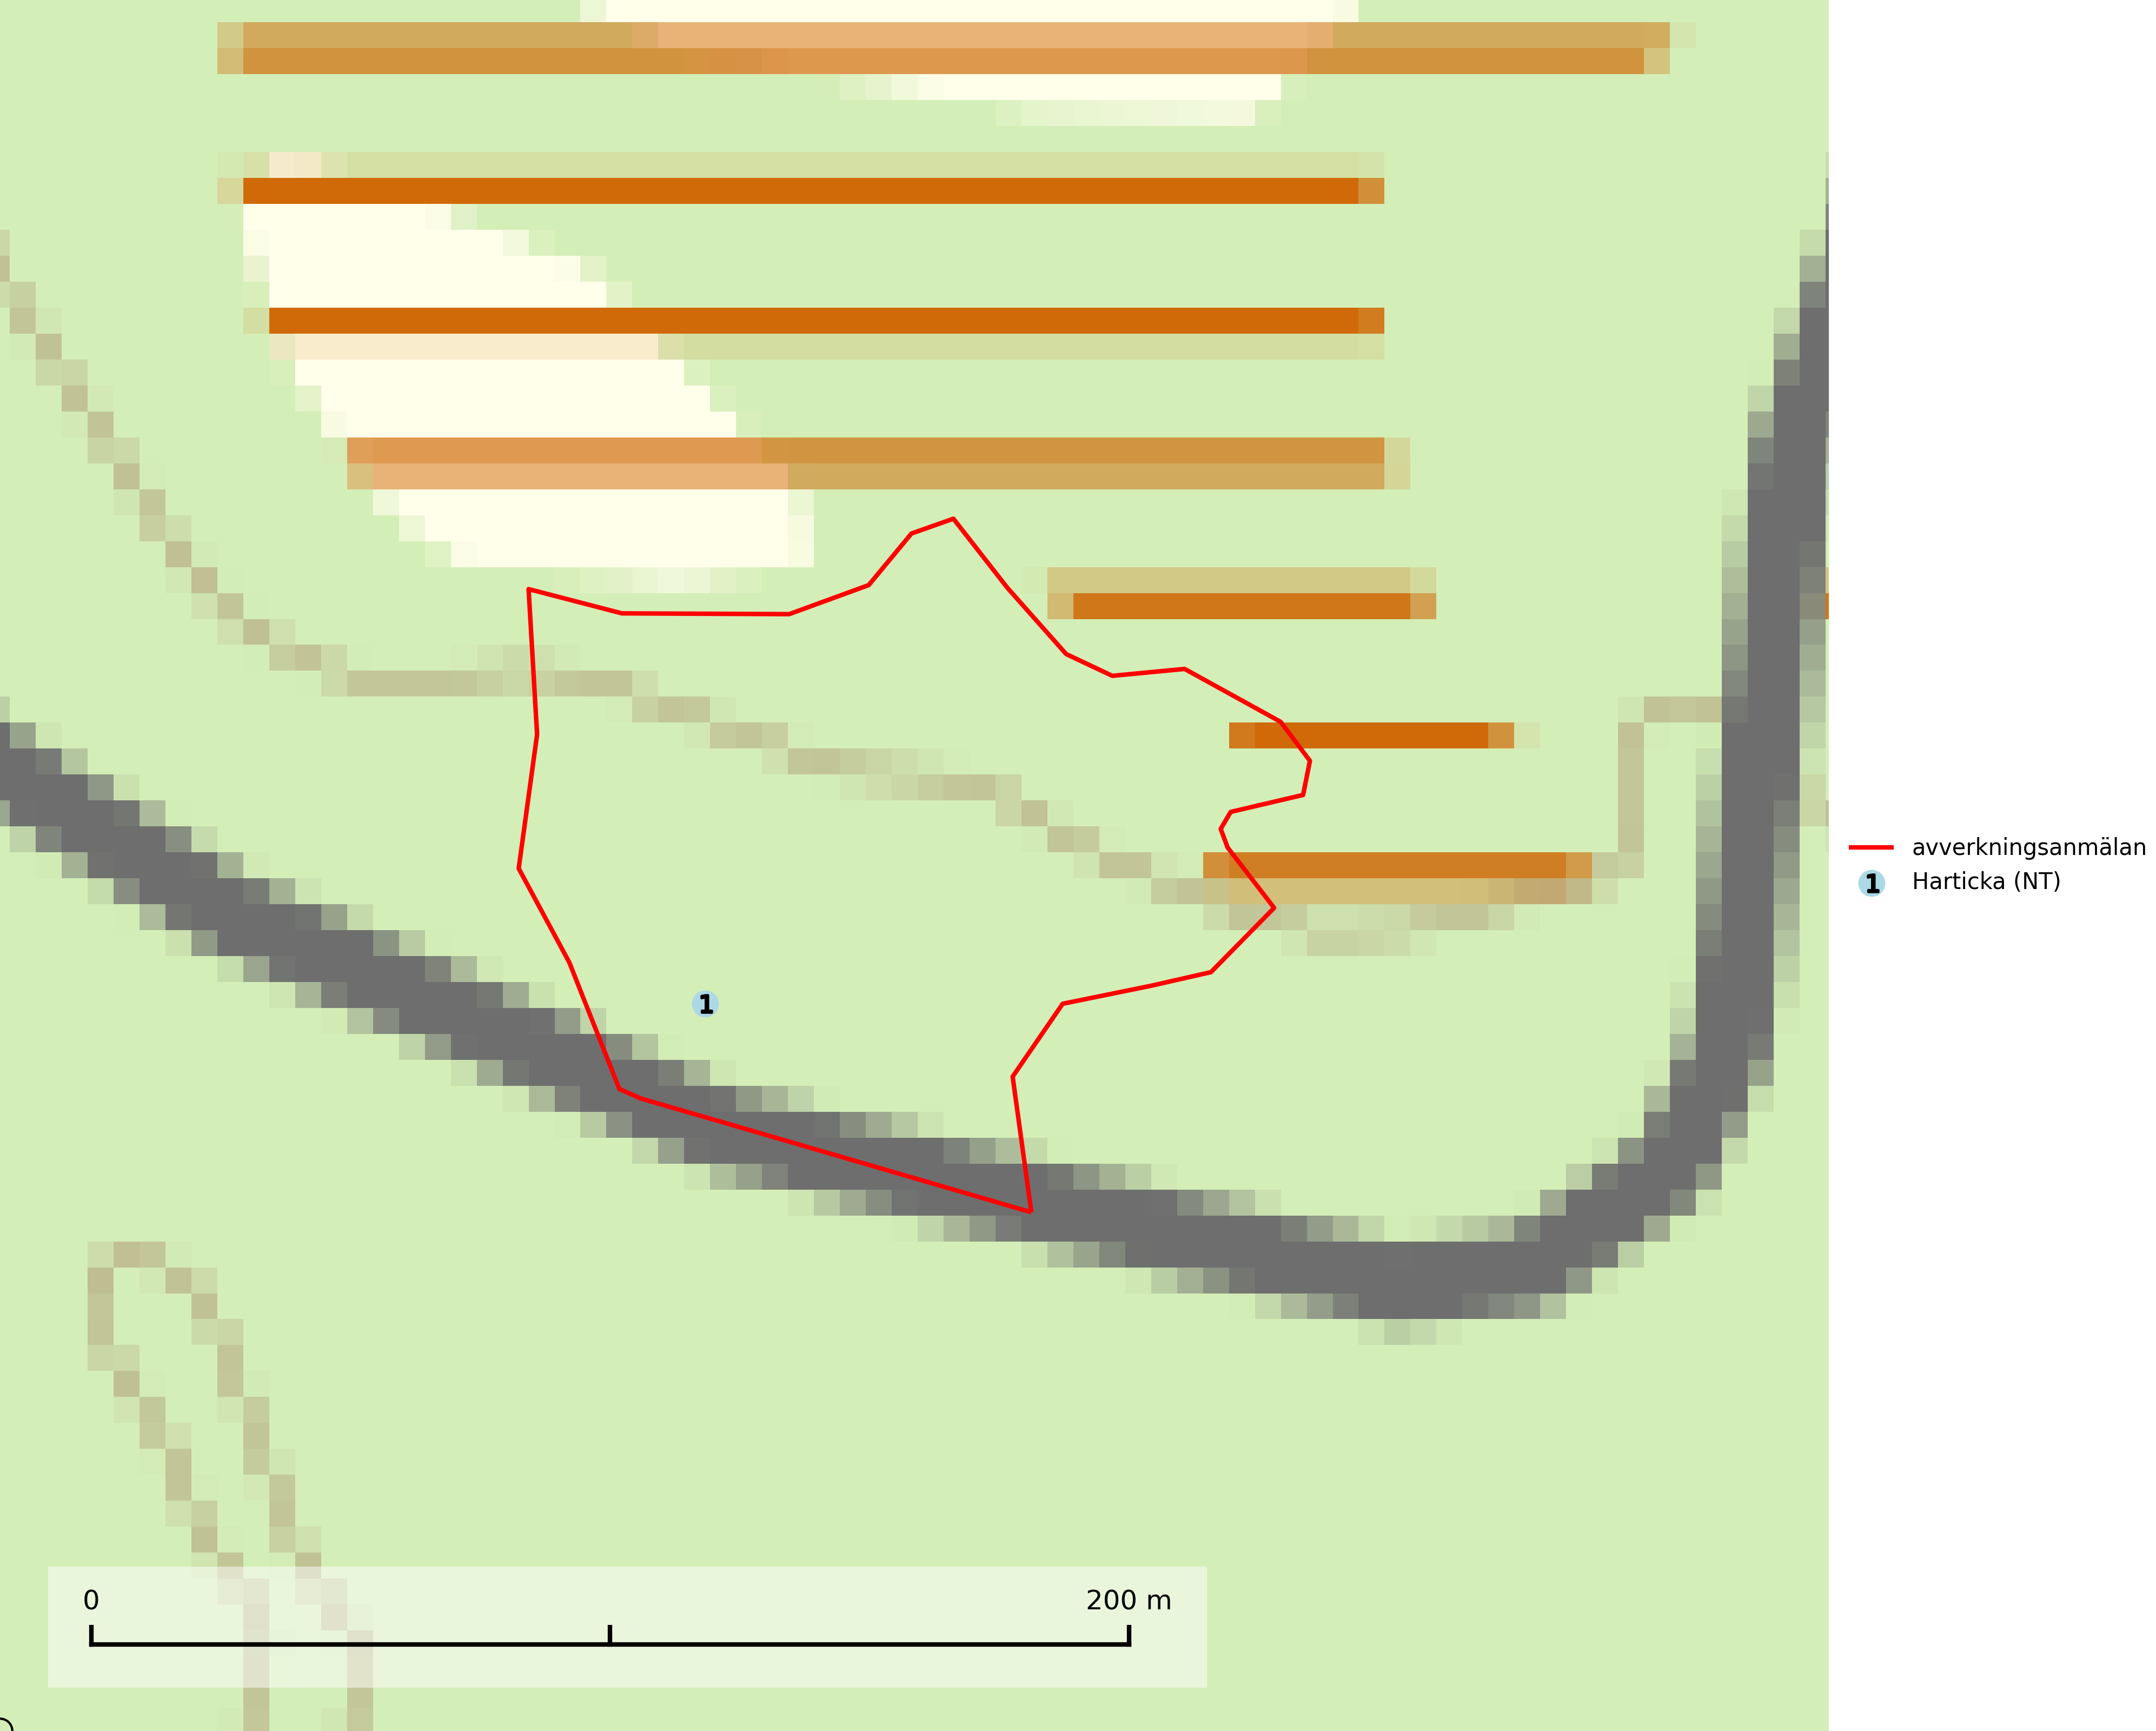 1
avverkningsanmälan
1 Harticka (NT)
0 200 m